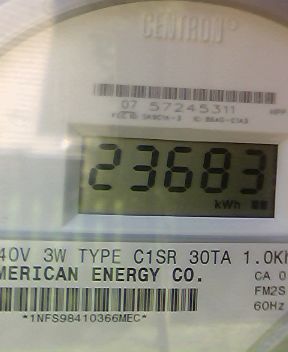 CENTRON®
07 57245311
23683
kWh
40V 3W TYPE C1SR 30TA 1.0Kh
MERICAN ENERGY CO.
CA 0
FM2S
60Hz
*1NFS98410366MEC*